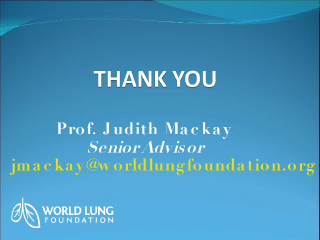 THANK YOU
Prof. Judith Mackay
Senior Advisor
jmackay@worldlungfoundation.org
WORLD LUNG
FOUNDATION